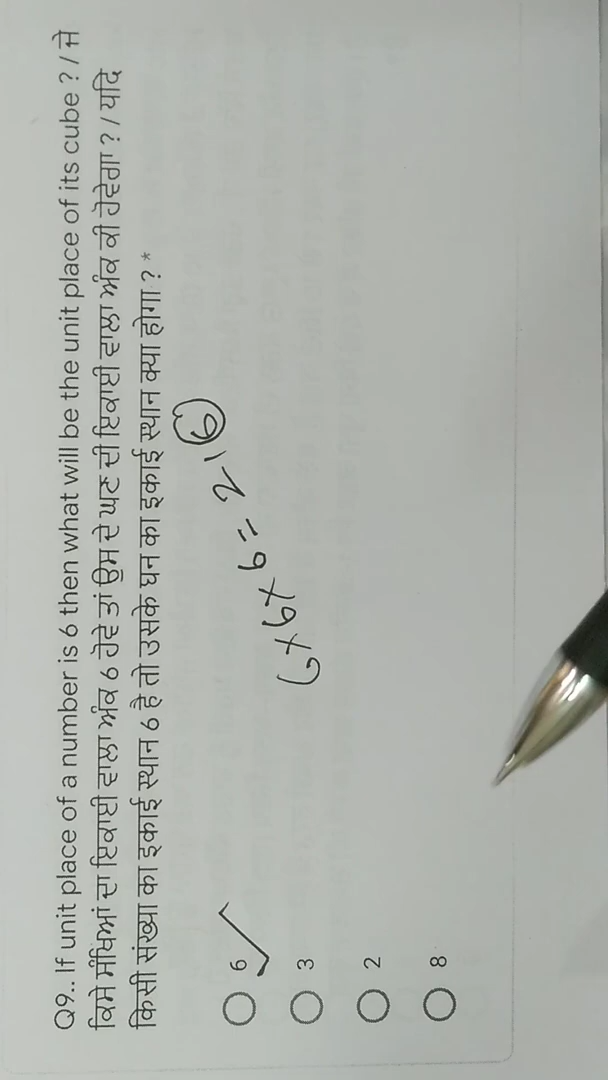 Q9.. If unit place of a number is 6 then what will be the unit place of its cube ? / ਜੇ
ਕਿਸੇ ਸੰਖਿਆਂ ਦਾ ਇਕਾਈ ਵਾਲਾ ਅੰਕ 6 ਹੋਵੇ ਤਾਂ ਉਸ ਦੇ ਘਣ ਦੀ ਇਕਾਈ ਵਾਲਾ ਅੰਕ ਕੀ ਹੋਵੇਗਾ ? / यदि
किसी संख्या का इकाई स्थान 6 है तो उसके घन का इकाई स्थान क्या होगा ? *
6×6×6=216
6
3
2
8